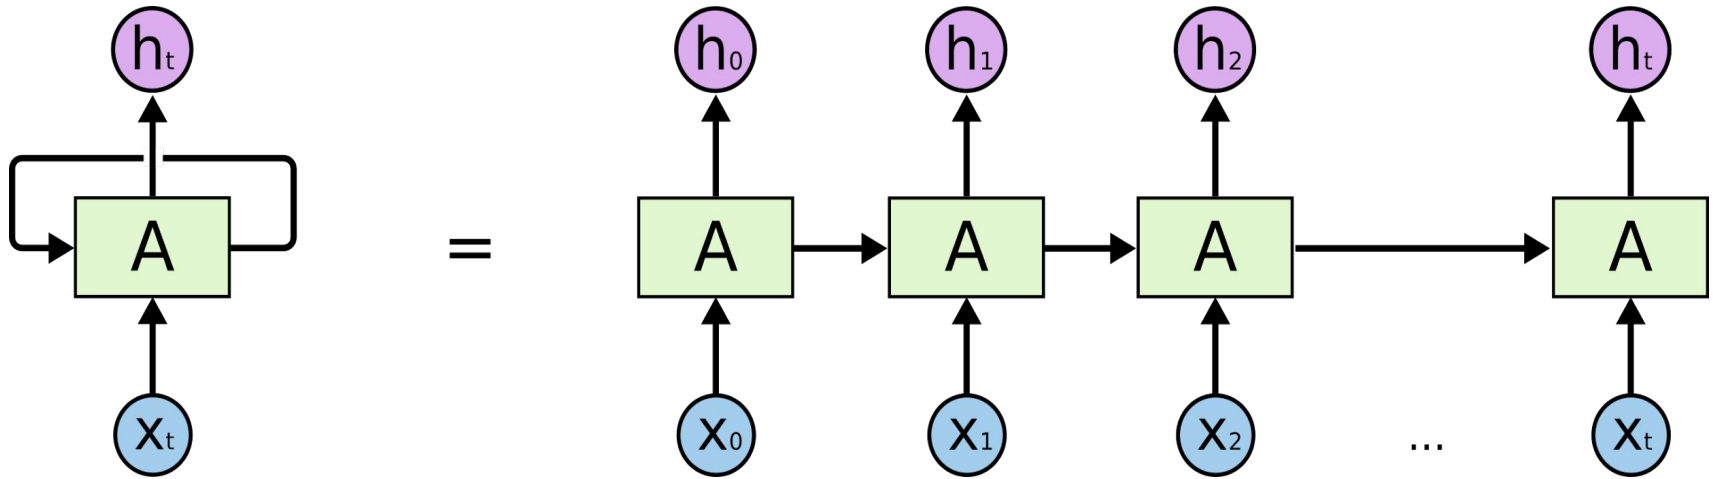 ht h0 h1 h2 ht
A = A A A A
xt x0 x1 x2 ... xt